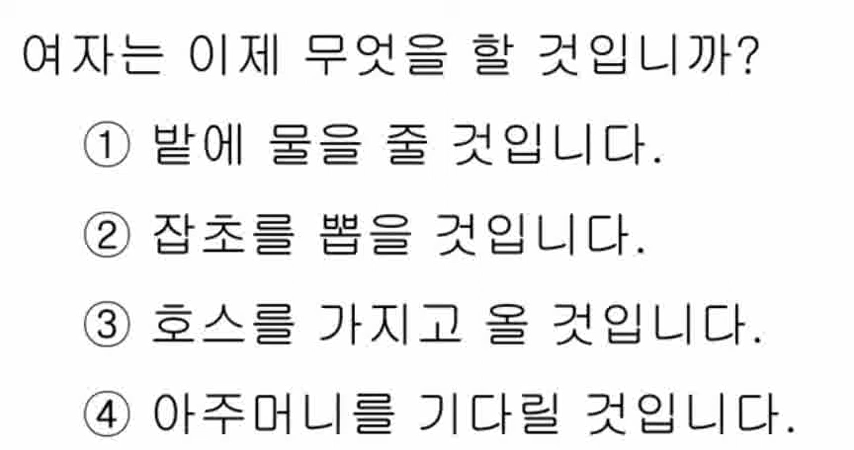 여자는 이제 무엇을 할 것입니까?
① 밭에 물을 줄 것입니다.
② 잡초를 뽑을 것입니다.
③ 호스를 가지고 올 것입니다.
④ 아주머니를 기다릴 것입니다.